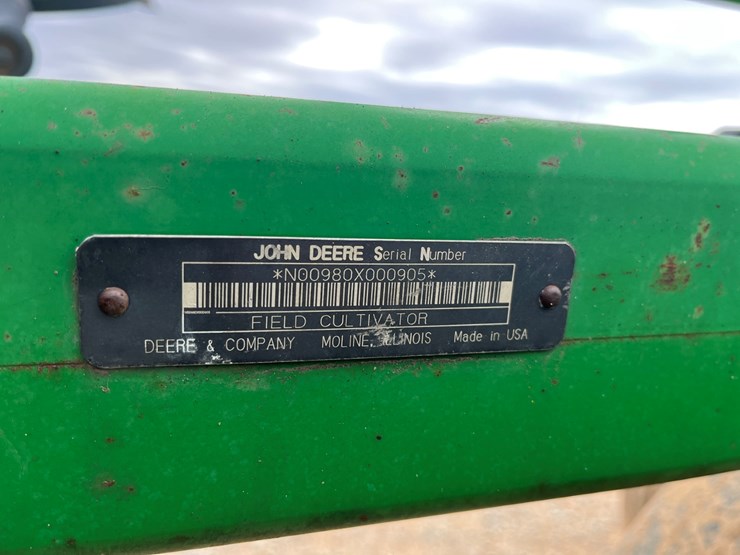 JOHN DEERE Serial Number
*N00980X000905*
FIELD CULTIVATOR
DEERE & COMPANY MOLINE, ILLINOIS Made in USA